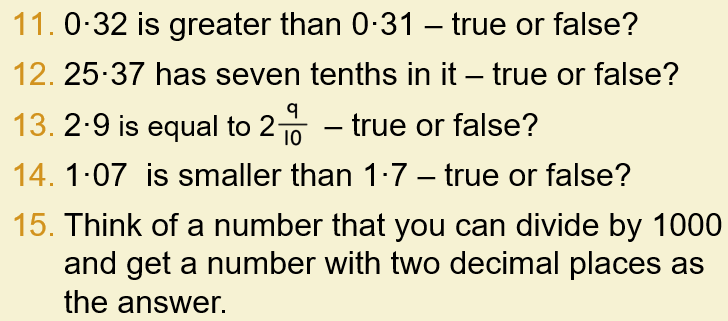 11. 0·32 is greater than 0·31 – true or false?
12. 25·37 has seven tenths in it – true or false?
13. 2·9 is equal to 2 9/10 – true or false?
14. 1·07 is smaller than 1·7 – true or false?
15. Think of a number that you can divide by 1000
and get a number with two decimal places as
the answer.